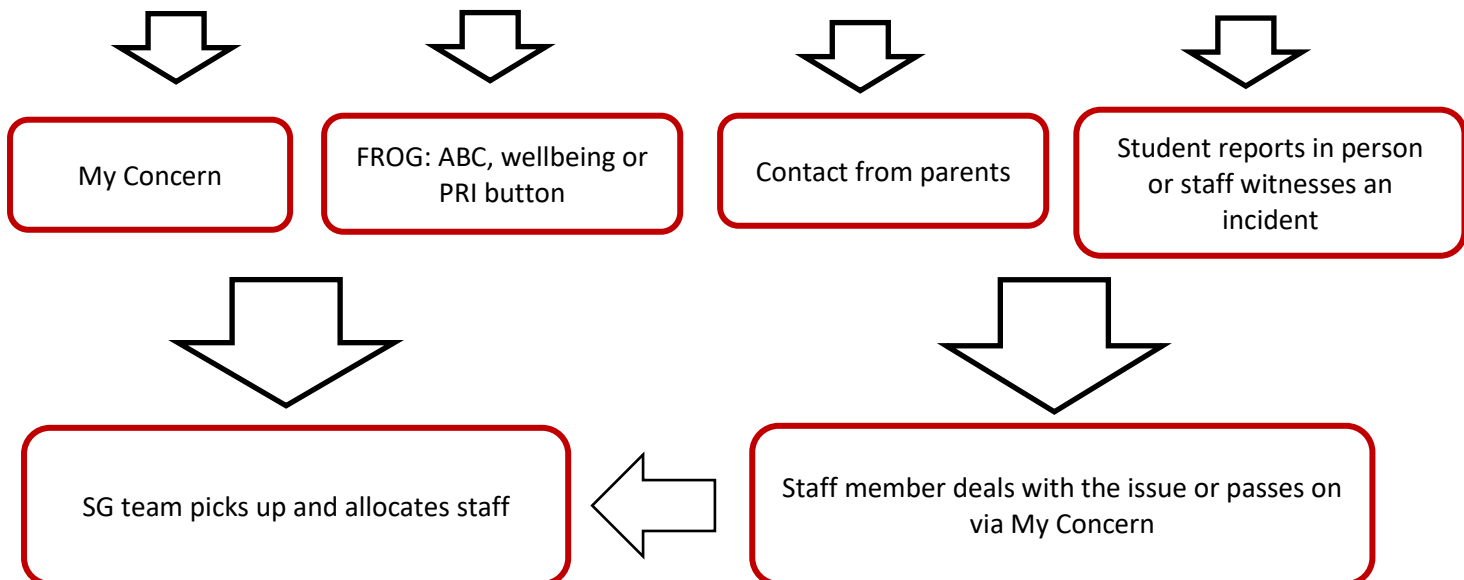 My Concern
FROG: ABC, wellbeing or
PRI button
Contact from parents
Student reports in person
or staff witnesses an
incident
SG team picks up and allocates staff
Staff member deals with the issue or passes on
via My Concern